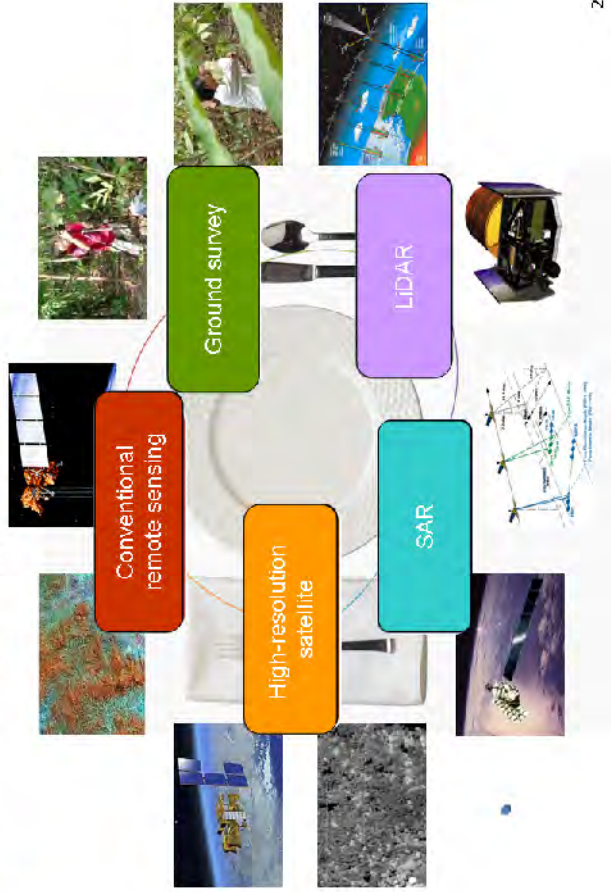 Conventional
remote sensing
Ground survey
High-resolution
satellite
LiDAR
SAR
2